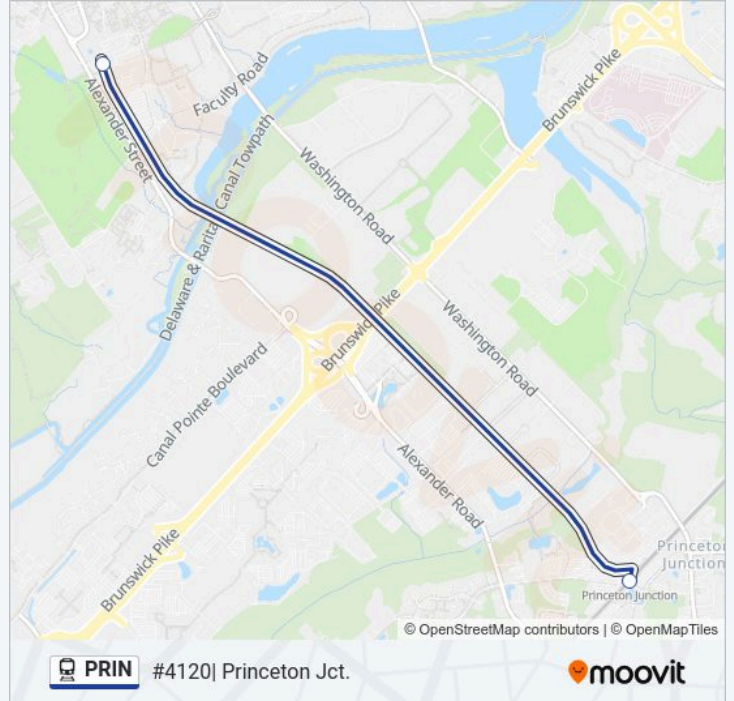 Faculty Road
Brunswick Pike
Alexander Street
Delaware & Raritan Canal Towpath
Washington Road
Brunswick Pike
Washington Road
Canal Pointe Boulevard
Alexander Road
Brunswick Pike
Princeton
Junction
Princeton Junction
© OpenStreetMap contributors | © OpenMapTiles
PRIN #4120| Princeton Jct.
moovit